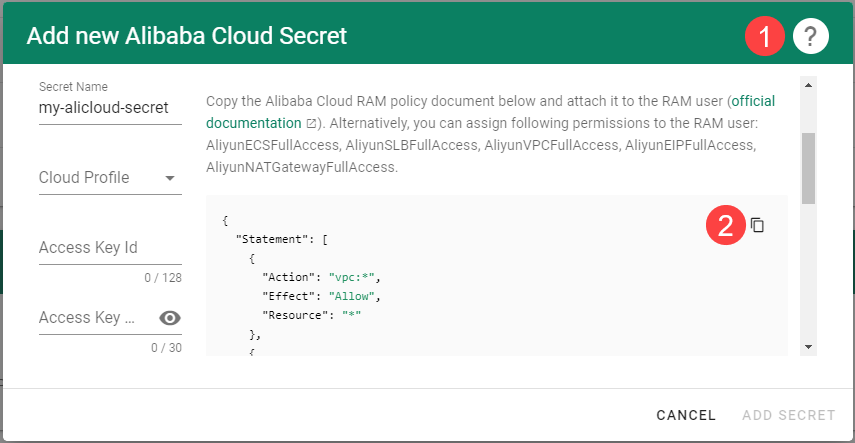 Add new Alibaba Cloud Secret
1
?
Secret Name
my-alicloud-secret
Cloud Profile
Access Key Id
0 / 128
Access Key ...
0 / 30
Copy the Alibaba Cloud RAM policy document below and attach it to the RAM user (official
documentation ). Alternatively, you can assign following permissions to the RAM user:
AliyunECSFullAccess, AliyunSLBFullAccess, AliyunVPCFullAccess, AliyunEIPFullAccess,
AliyunNATGatewayFullAccess.
2
{
"Statement": [
{
"Action": "vpc:*",
"Effect": "Allow",
"Resource": "*"
},
{
CANCEL
ADD SECRET